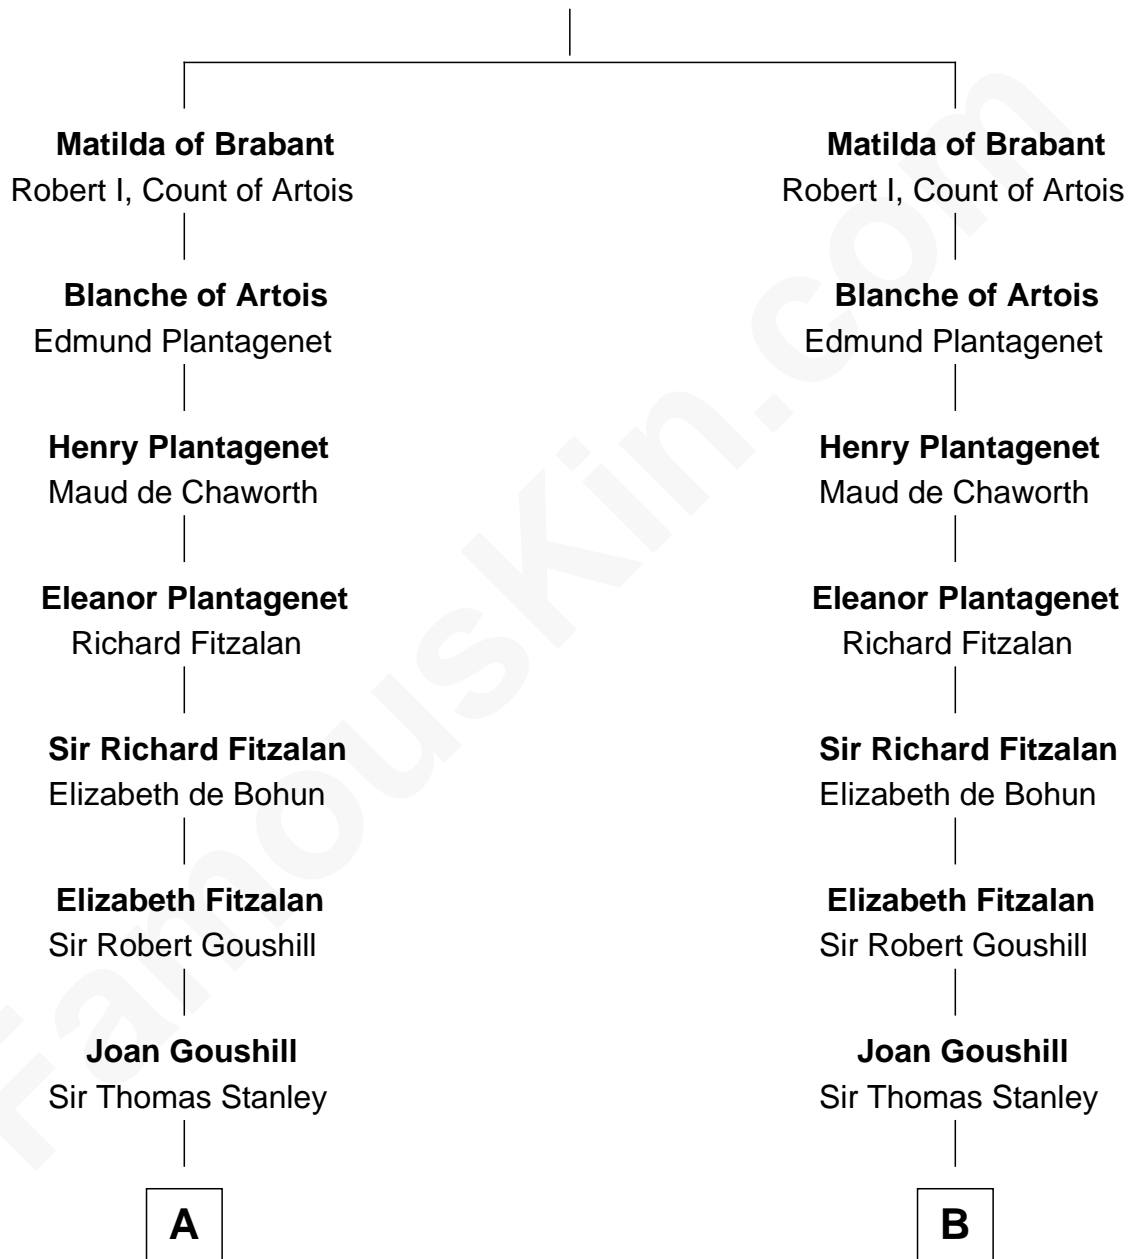 Matilda of Brabant
Robert I, Count of Artois
Blanche of Artois
Edmund Plantagenet
Henry Plantagenet
Maud de Chaworth
Eleanor Plantagenet
Richard Fitzalan
Sir Richard Fitzalan
Elizabeth de Bohun
Elizabeth Fitzalan
Sir Robert Goushill
Joan Goushill
Sir Thomas Stanley
A
Matilda of Brabant
Robert I, Count of Artois
Blanche of Artois
Edmund Plantagenet
Henry Plantagenet
Maud de Chaworth
Eleanor Plantagenet
Richard Fitzalan
Sir Richard Fitzalan
Elizabeth de Bohun
Elizabeth Fitzalan
Sir Robert Goushill
Joan Goushill
Sir Thomas Stanley
B
FamousKin.com